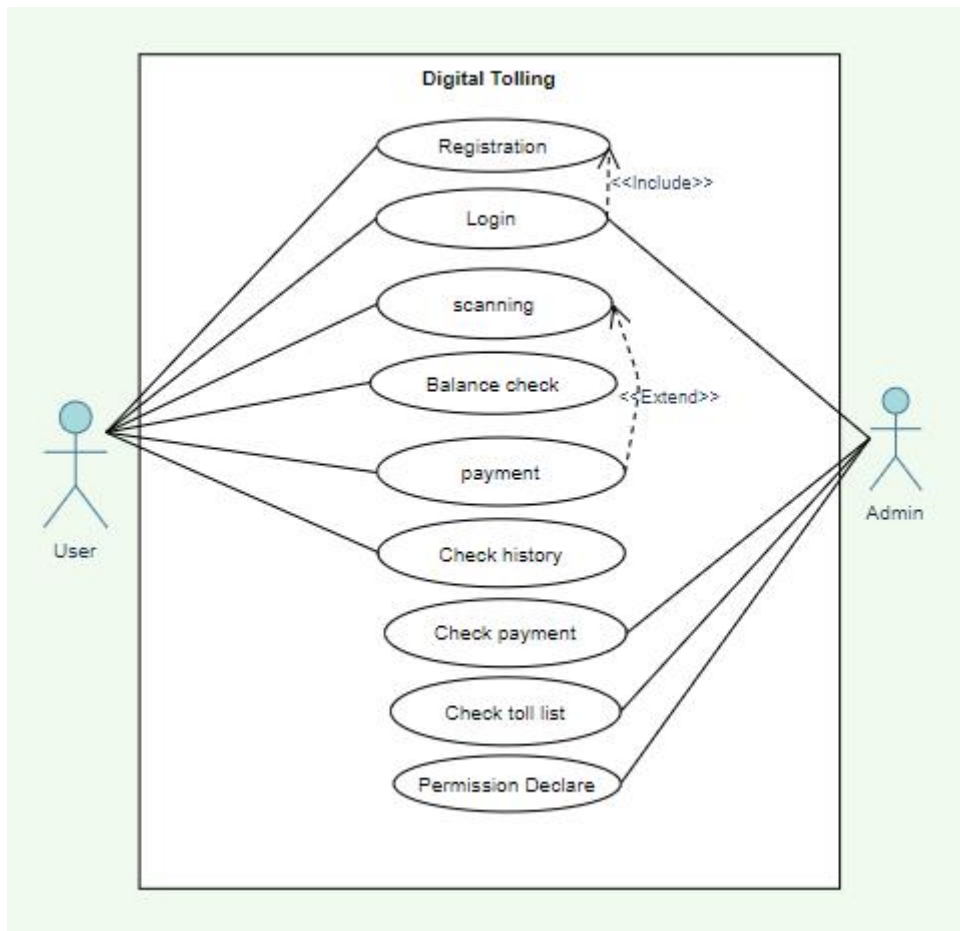 Digital Tolling
Registration
<<Include>>
Login
scanning
Balance check
<<Extend>>
payment
User
Admin
Check history
Check payment
Check toll list
Permission Declare